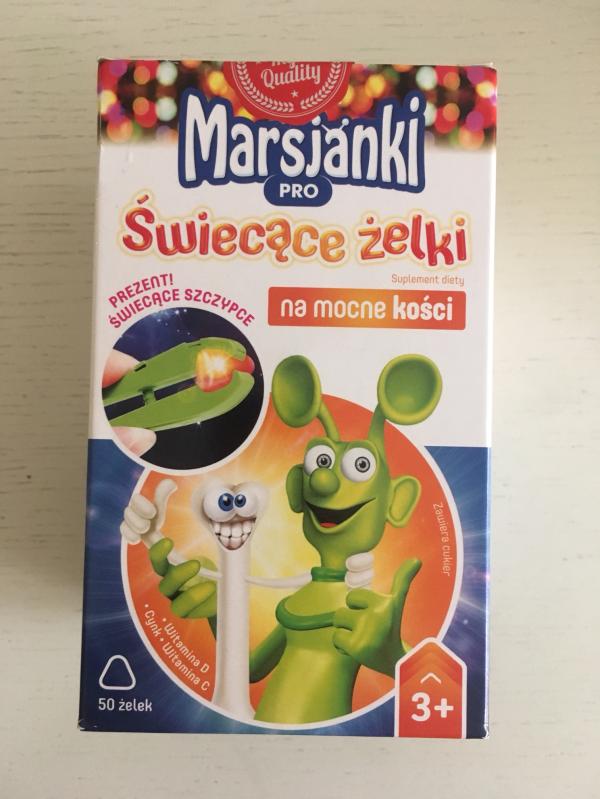 Quality
Marsjanki
PRO
Świecące żelki
Suplement diety
na mocne kości
PREZENT!
ŚWIECĄCE SZCZYPCE
Zawiera cukier
• Witamina D
• Cynk • Witamina C
50 żelek
3+